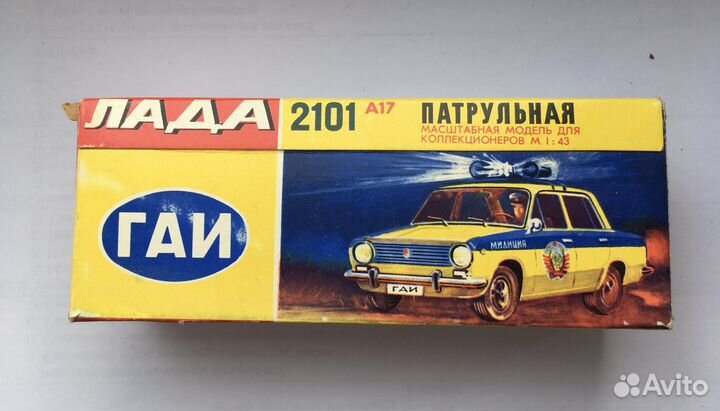 ЛАДА 2101 А17 ПАТРУЛЬНАЯ
МАСШТАБНАЯ МОДЕЛЬ ДЛЯ
КОЛЛЕКЦИОНЕРОВ М. 1:43
ГАИ
МИЛИЦИЯ
ГАИ
Avito